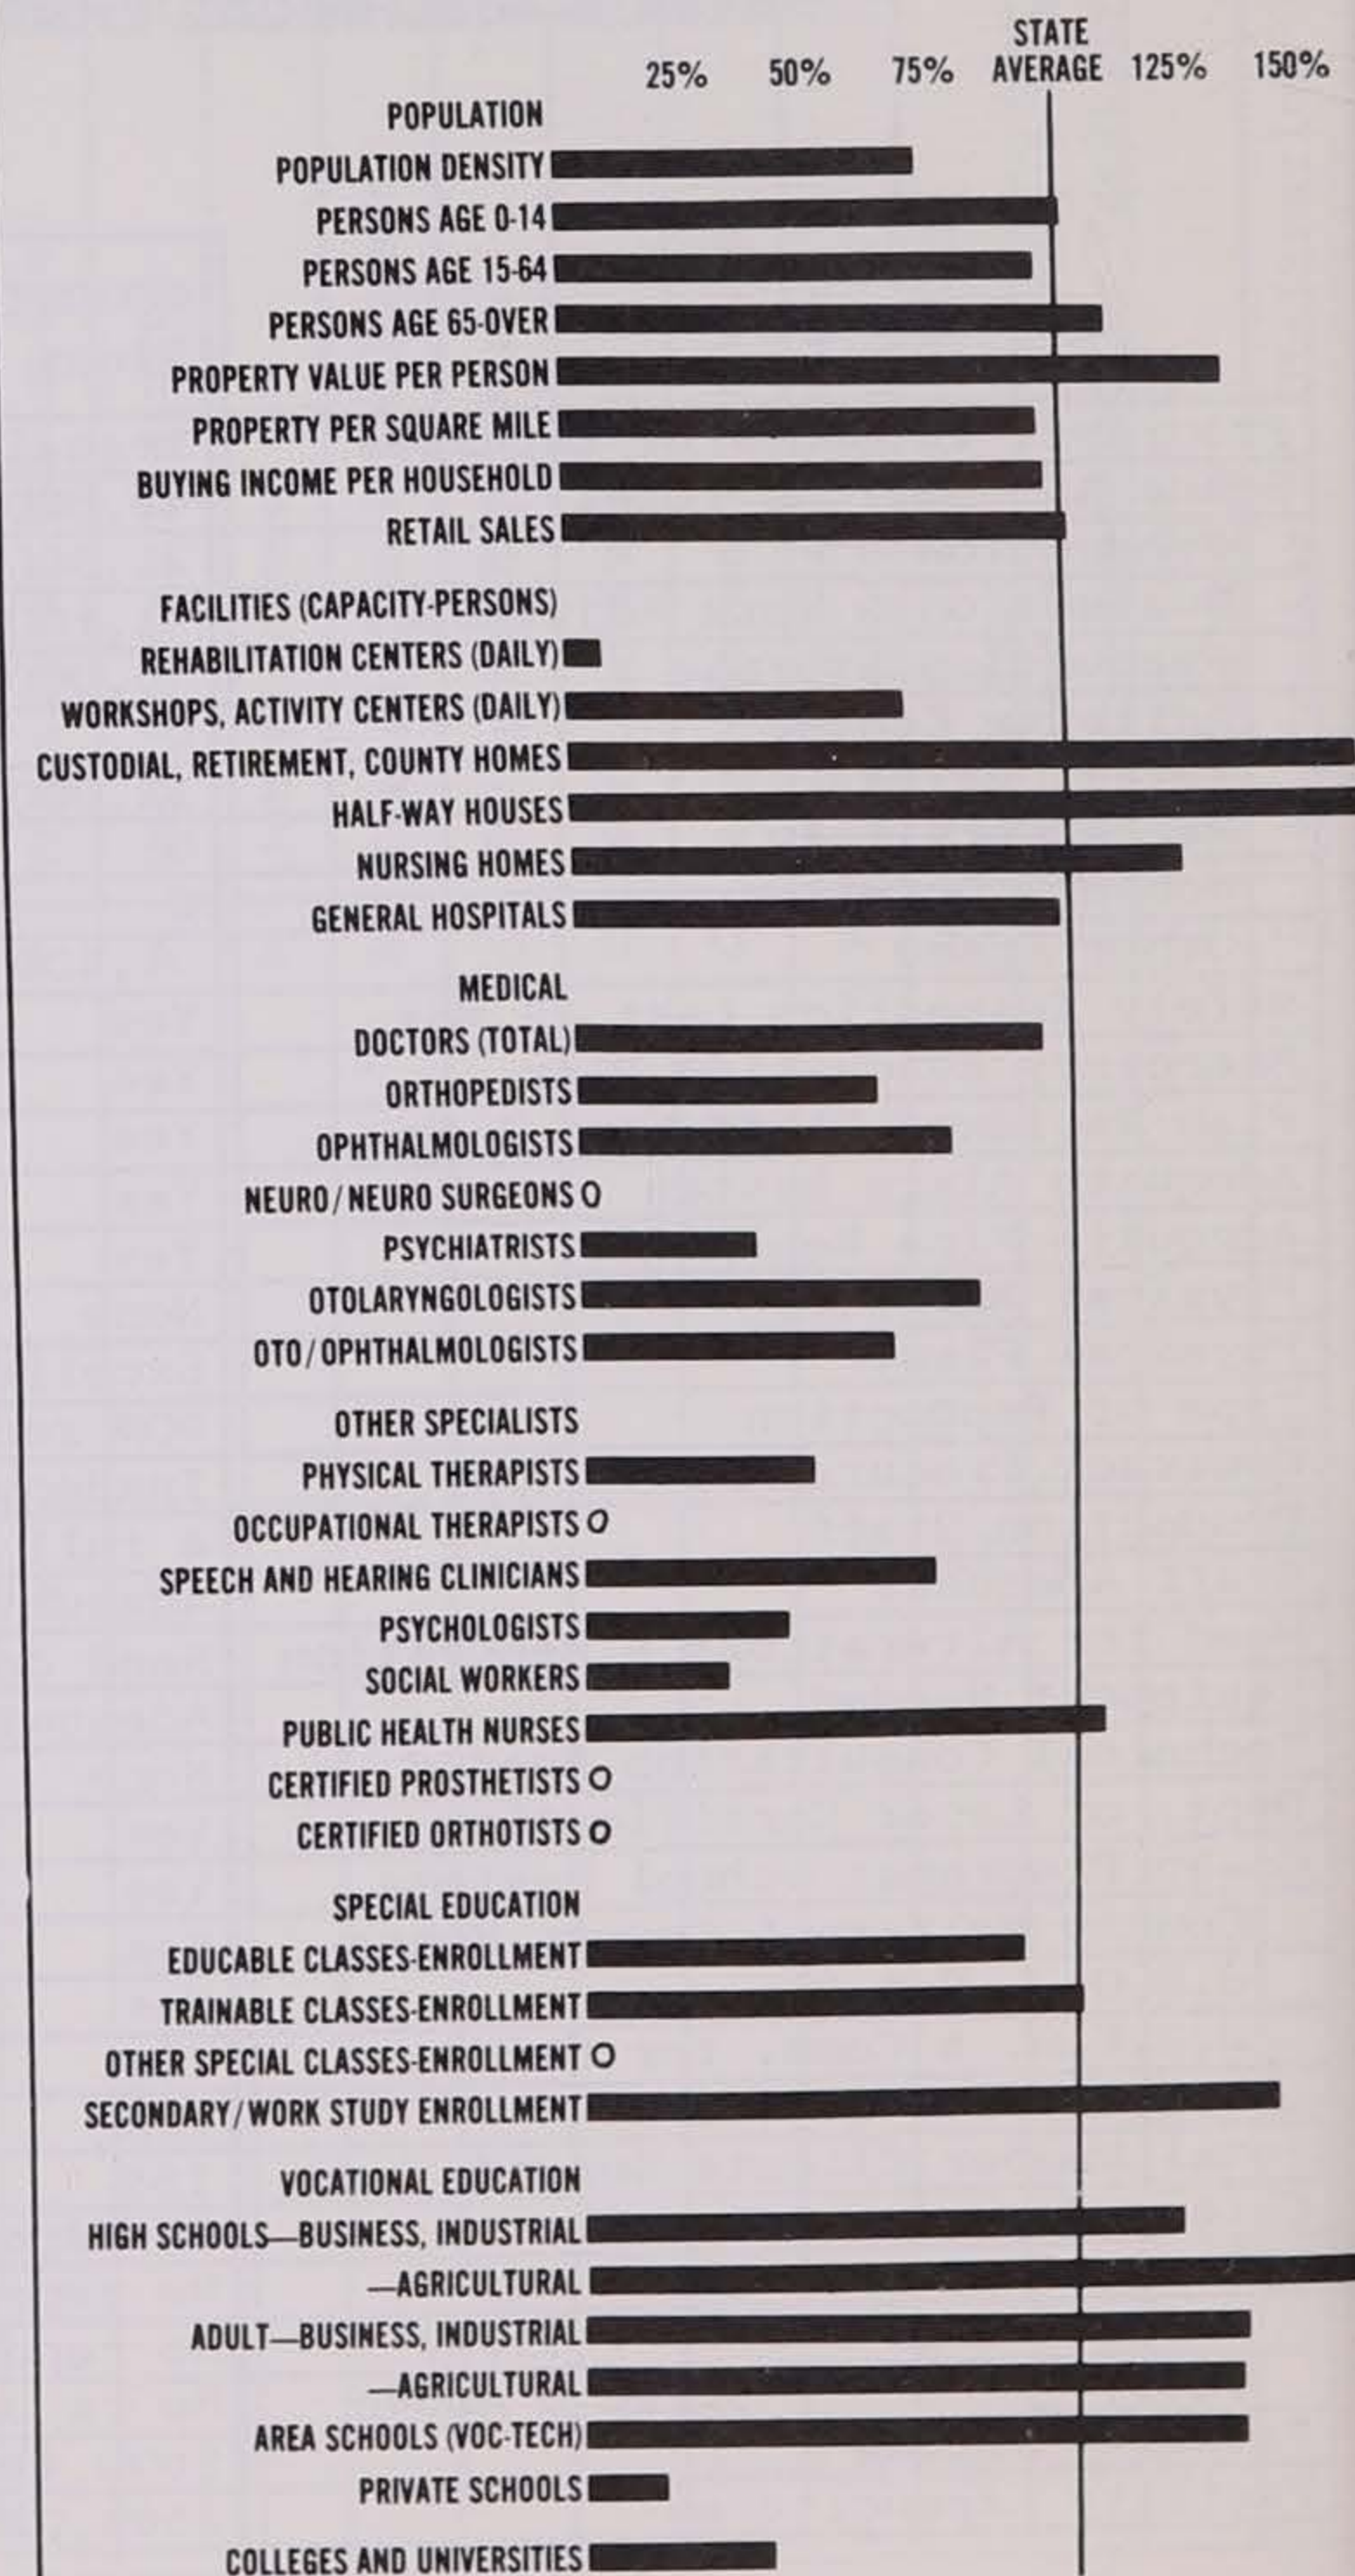 STATE
25% 50% 75% AVERAGE 125% 150%
POPULATION
POPULATION DENSITY
PERSONS AGE 0-14
PERSONS AGE 15-64
PERSONS AGE 65-OVER
PROPERTY VALUE PER PERSON
PROPERTY PER SQUARE MILE
BUYING INCOME PER HOUSEHOLD
RETAIL SALES
FACILITIES (CAPACITY-PERSONS)
REHABILITATION CENTERS (DAILY)
WORKSHOPS, ACTIVITY CENTERS (DAILY)
CUSTODIAL, RETIREMENT, COUNTY HOMES
HALF-WAY HOUSES
NURSING HOMES
GENERAL HOSPITALS
MEDICAL
DOCTORS (TOTAL)
ORTHOPEDISTS
OPHTHALMOLOGISTS
NEURO/NEURO SURGEONS O
PSYCHIATRISTS
OTOLARYNGOLOGISTS
OTO/OPHTHALMOLOGISTS
OTHER SPECIALISTS
PHYSICAL THERAPISTS
OCCUPATIONAL THERAPISTS O
SPEECH AND HEARING CLINICIANS
PSYCHOLOGISTS
SOCIAL WORKERS
PUBLIC HEALTH NURSES
CERTIFIED PROSTHETISTS O
CERTIFIED ORTHOTISTS O
SPECIAL EDUCATION
EDUCABLE CLASSES-ENROLLMENT
TRAINABLE CLASSES-ENROLLMENT
OTHER SPECIAL CLASSES-ENROLLMENT O
SECONDARY/WORK STUDY ENROLLMENT
VOCATIONAL EDUCATION
HIGH SCHOOLS—BUSINESS, INDUSTRIAL
—AGRICULTURAL
ADULT—BUSINESS, INDUSTRIAL
—AGRICULTURAL
AREA SCHOOLS (VOC-TECH)
PRIVATE SCHOOLS
COLLEGES AND UNIVERSITIES